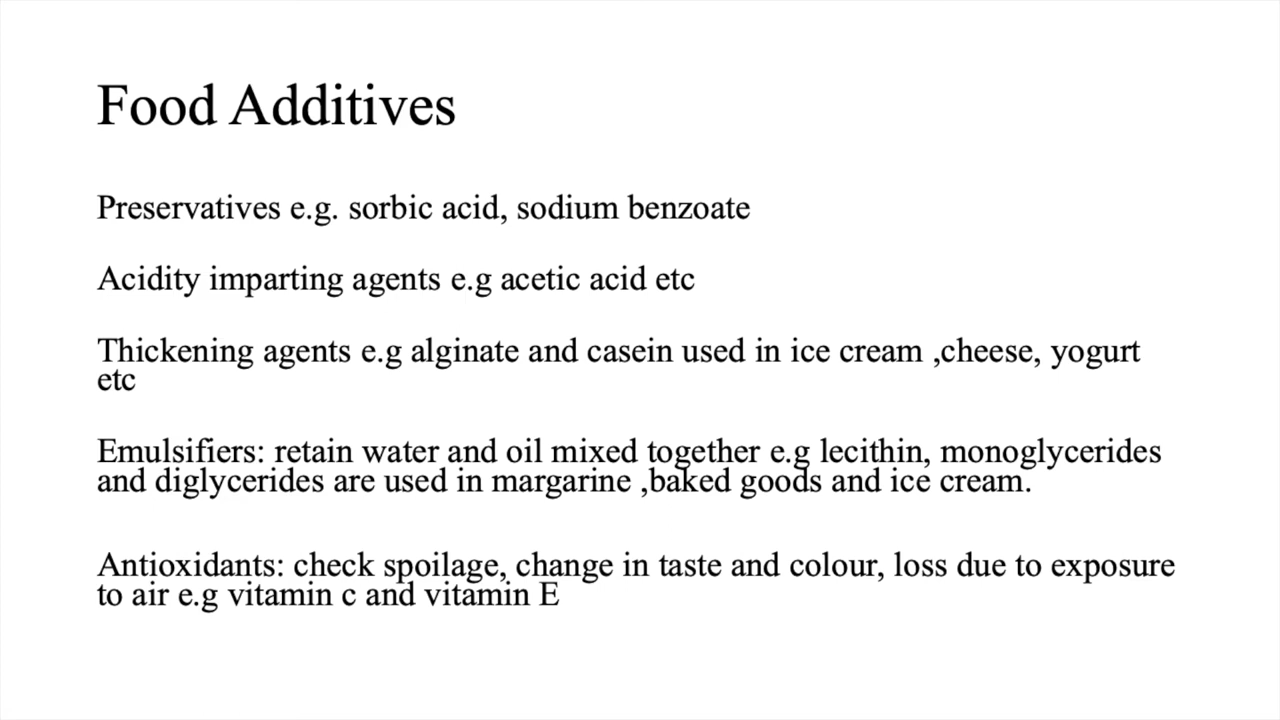 Food Additives
Preservatives e.g. sorbic acid, sodium benzoate
Acidity imparting agents e.g acetic acid etc
Thickening agents e.g alginate and casein used in ice cream ,cheese, yogurt
etc
Emulsifiers: retain water and oil mixed together e.g lecithin, monoglycerides
and diglycerides are used in margarine ,baked goods and ice cream.
Antioxidants: check spoilage, change in taste and colour, loss due to exposure
to air e.g vitamin c and vitamin E